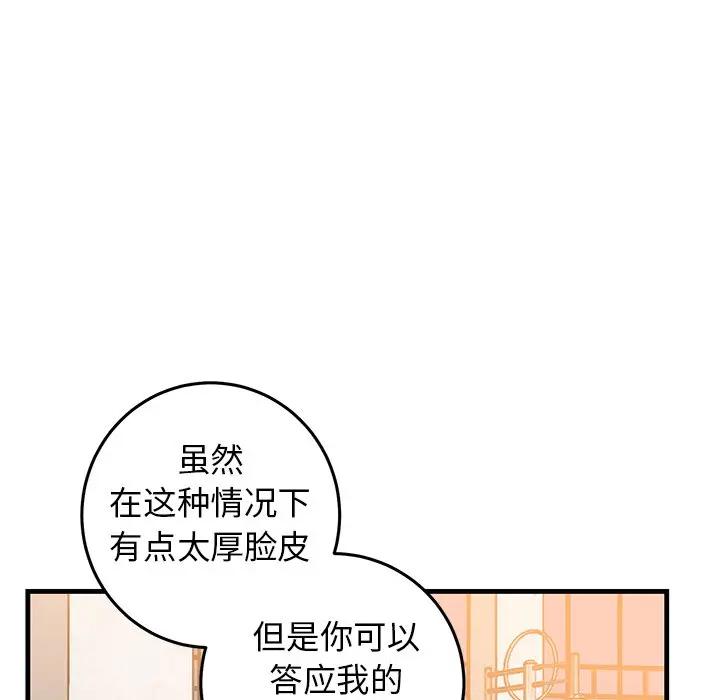 虽然
在这种情况下
有点太厚脸皮
但是你可以
答应我的